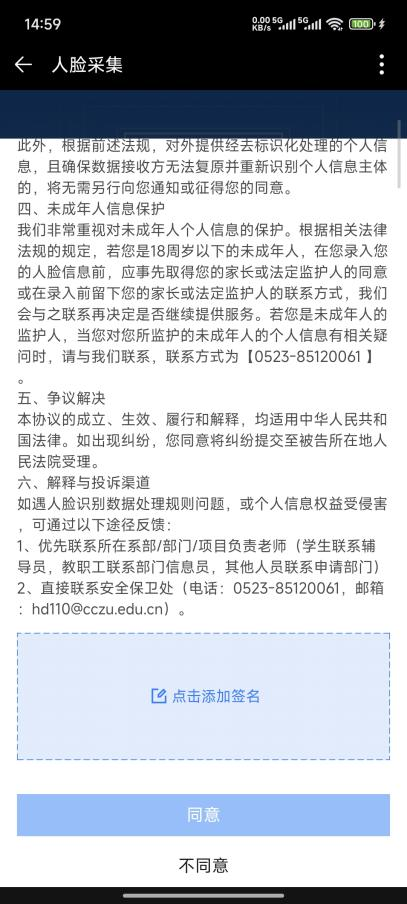 14:59
0.00 KB/s 5G 5G 100
人脸采集
此外，根据前述法规，对外提供经去标识化处理的个人信
息，且确保数据接收方无法复原并重新识别个人信息主体
的，将无需另行向您通知或征得您的同意。
四、未成年人信息保护
我们非常重视对未成年人个人信息的保护。根据相关法律
法规的规定，若您是18周岁以下的未成年人，在您录入您
的人脸信息前，应事先取得您的家长或法定监护人的同意
或在录入前留下您的家长或法定监护人的联系方式，我们
会与之联系再决定是否继续提供服务。若您是未成年人的
监护人，当您对您所监护的未成年人的个人信息有相关疑
问时，请与我们联系，联系方式为【0523-85120061 】
。
五、争议解决
本协议的成立、生效、履行和解释，均适用中华人民共和
国法律。如出现纠纷，您同意将纠纷提交至被告所在地人
民法院受理。
六、解释与投诉渠道
如遇人脸识别数据处理规则问题，或个人信息权益受侵害
，可通过以下途径反馈：
1、优先联系所在系部/部门/项目负责老师（学生联系辅
导员，教职工联系部门信息员，其他人员联系申请部门）
2、直接联系安全保卫处（电话：0523-85120061，邮箱
：hd110@cczu.edu.cn）。
点击添加签名
同意
不同意